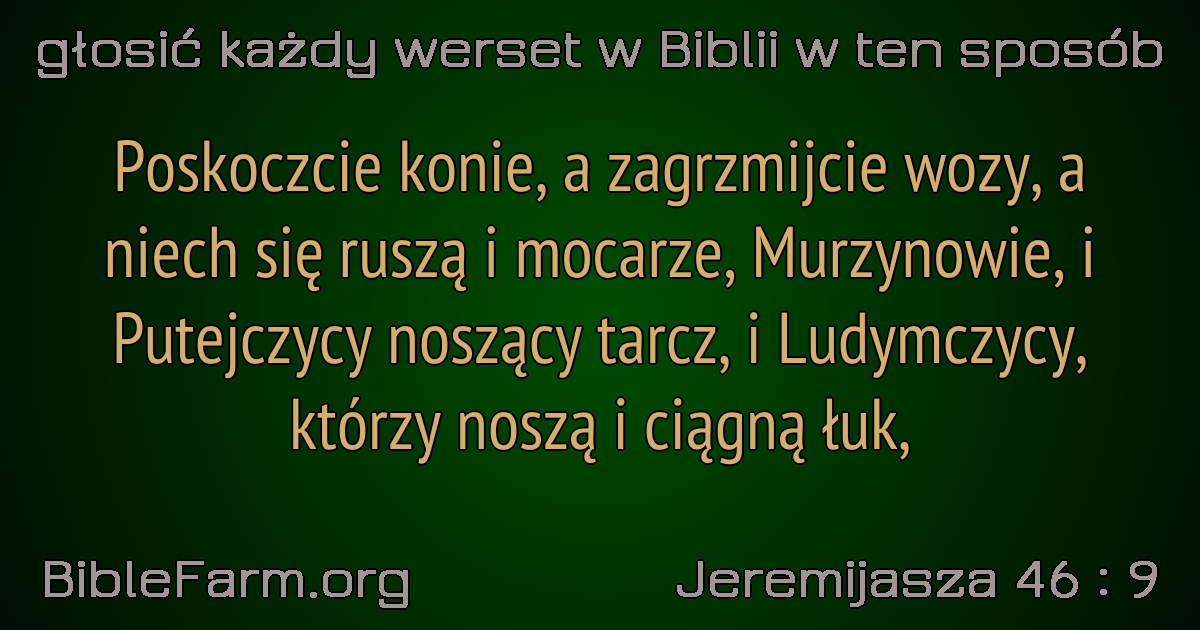 głosić każdy werset w Biblii w ten sposób
Poskoczcie konie, a zagrzmijcie wozy, a
niech się ruszą i mocarze, Murzynowie, i
Putejczycy noszący tarcz, i Ludymczycy,
którzy noszą i ciągną łuk,
BibleFarm.org
Jeremijasza 46 : 9